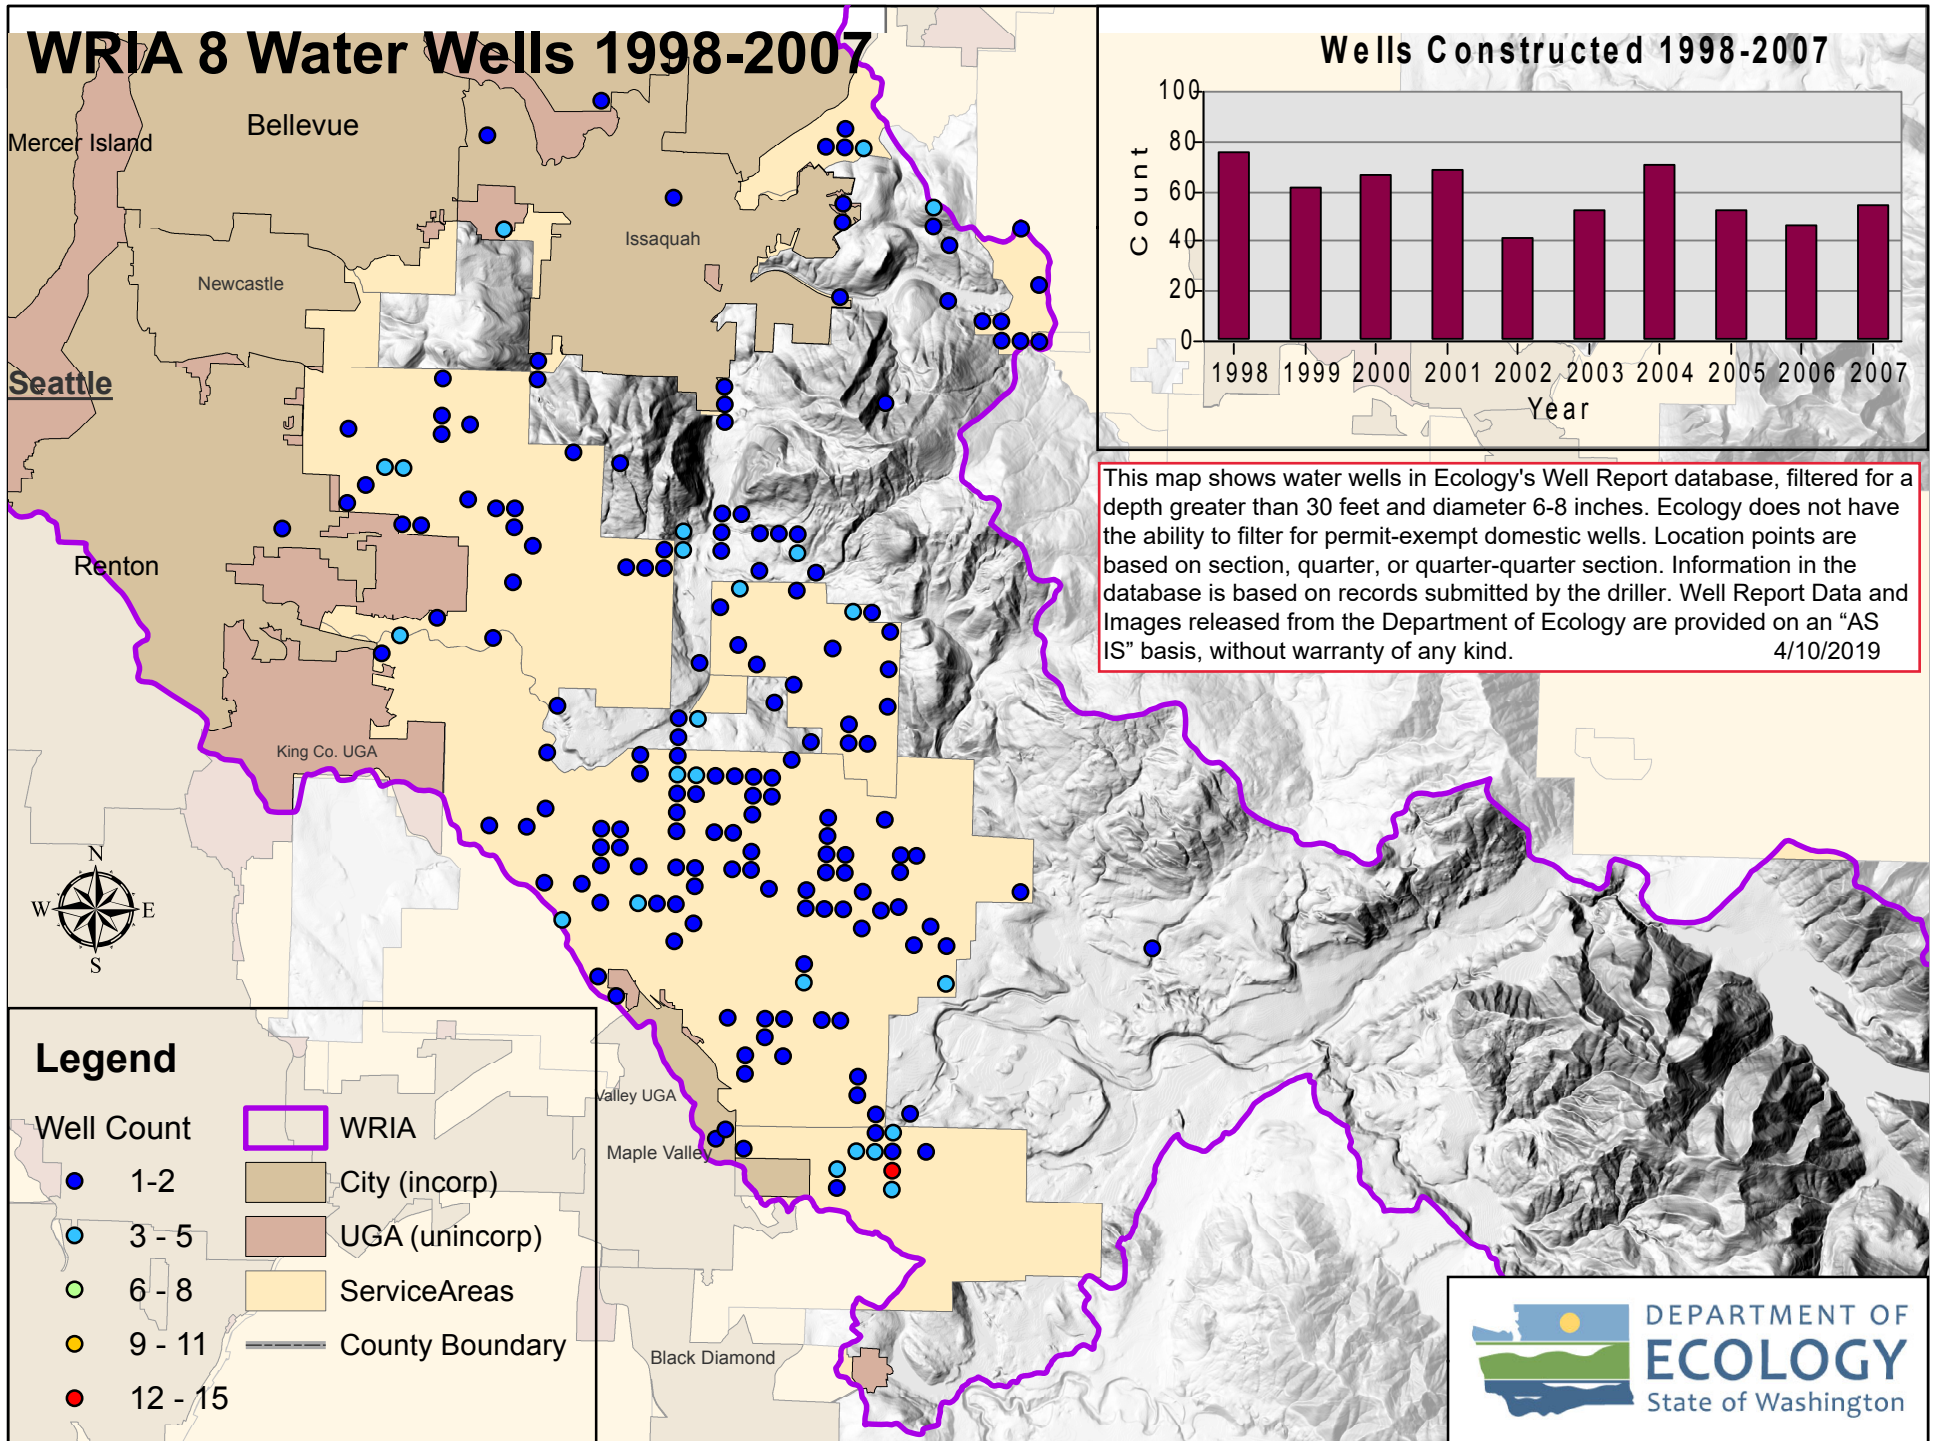 WRIA 8 Water Wells 1998-2007
Bellevue
Mercer Island
Issaquah
Newcastle
Seattle
Renton
King Co. UGA
Valley UGA
Maple Valley
Black Diamond
N
W
E
S
Wells Constructed 1998-2007
Count
100
80
60
40
20
0
1998 1999 2000 2001 2002 2003 2004 2005 2006 2007
Year
This map shows water wells in Ecology's Well Report database, filtered for a
depth greater than 30 feet and diameter 6-8 inches. Ecology does not have
the ability to filter for permit-exempt domestic wells. Location points are
based on section, quarter, or quarter-quarter section. Information in the
database is based on records submitted by the driller. Well Report Data and
Images released from the Department of Ecology are provided on an “AS
IS” basis, without warranty of any kind. 4/10/2019
Legend
Well Count
1-2
3 - 5
6 - 8
9 - 11
12 - 15
WRIA
City (incorp)
UGA (unincorp)
ServiceAreas
County Boundary
DEPARTMENT OF
ECOLOGY
State of Washington